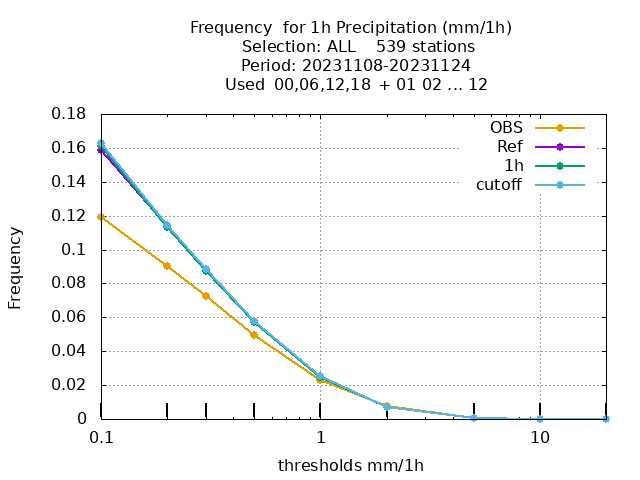 Frequency  for 1h Precipitation (mm/1h)
Selection: ALL    539 stations
Period: 20231108-20231124
Used  00,06,12,18  + 01 02 ... 12
0.18
0.16
0.14
0.12
0.1
0.08
0.06
0.04
0.02
0
Frequency
OBS
Ref
1h
cutoff
0.1 1 10
thresholds mm/1h